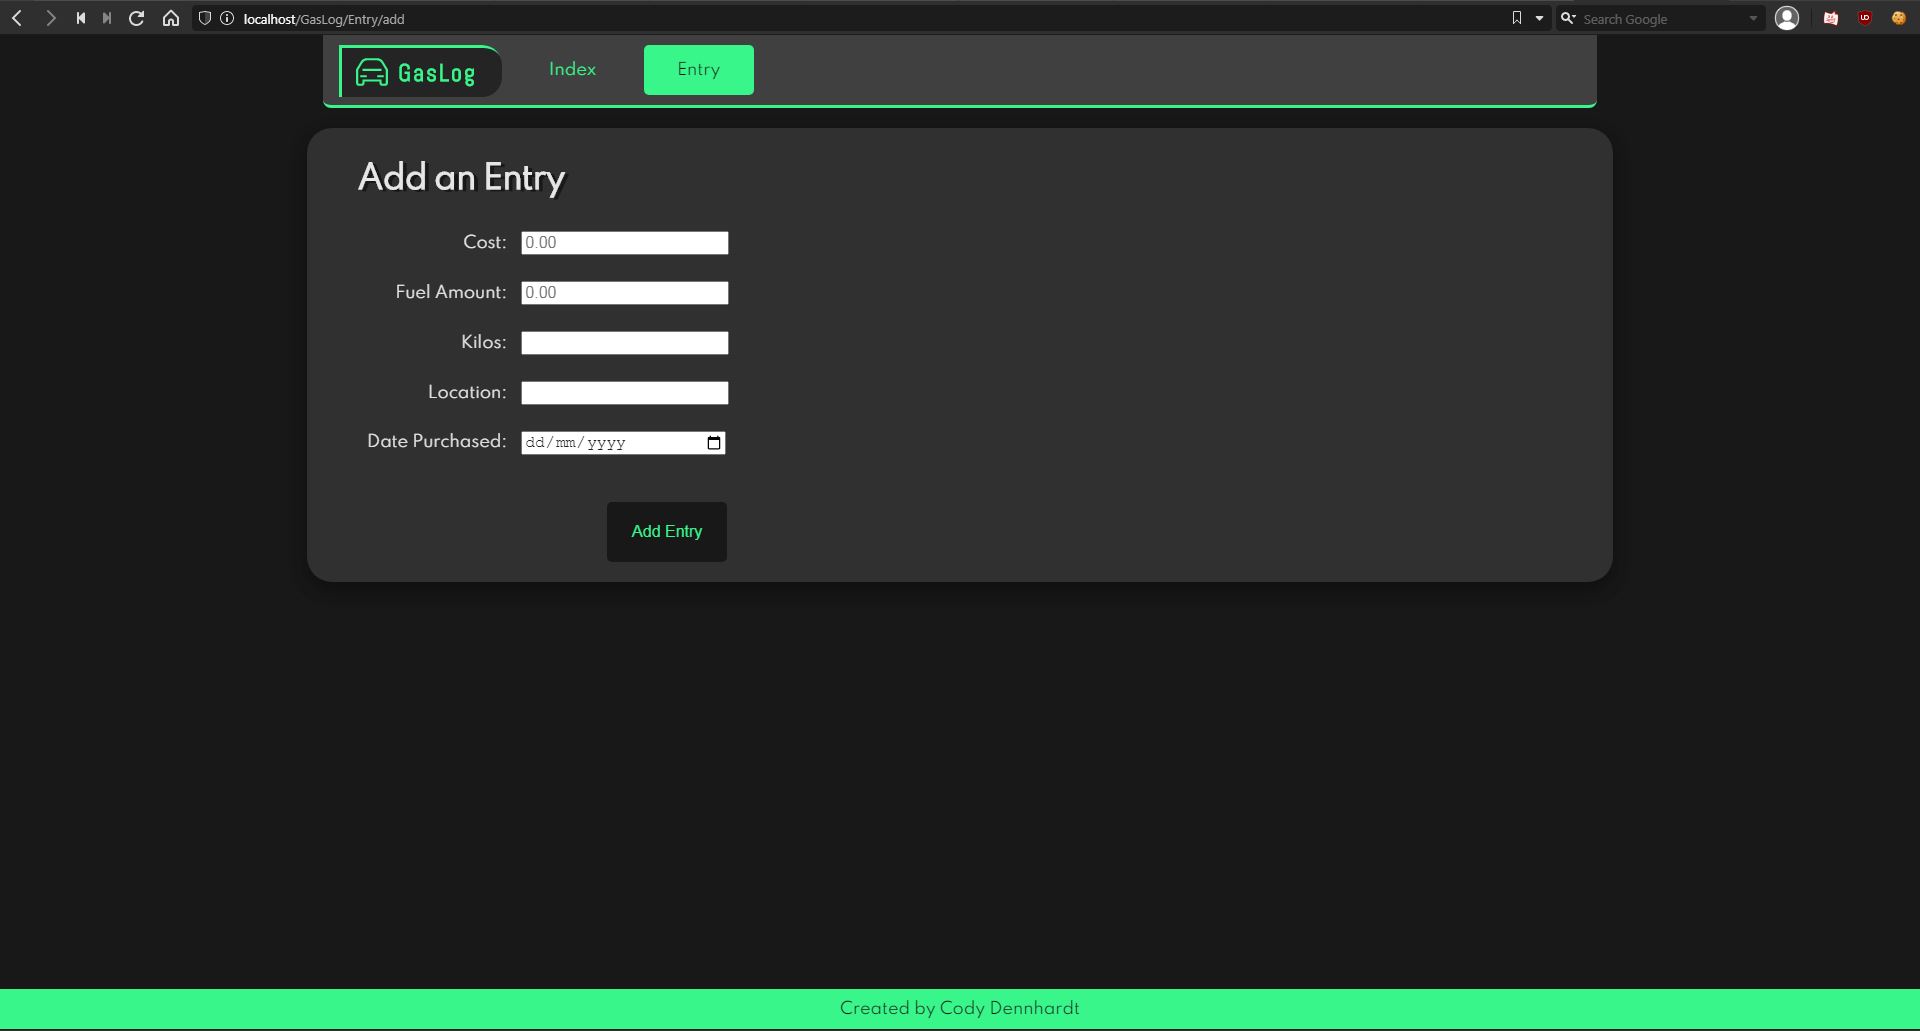 localhost/GasLog/Entry/add
Search Google
GasLog Index Entry
Add an Entry
Cost: 0.00
Fuel Amount: 0.00
Kilos:
Location:
Date Purchased: dd/mm/yyyy
Add Entry
Created by Cody Dennhardt